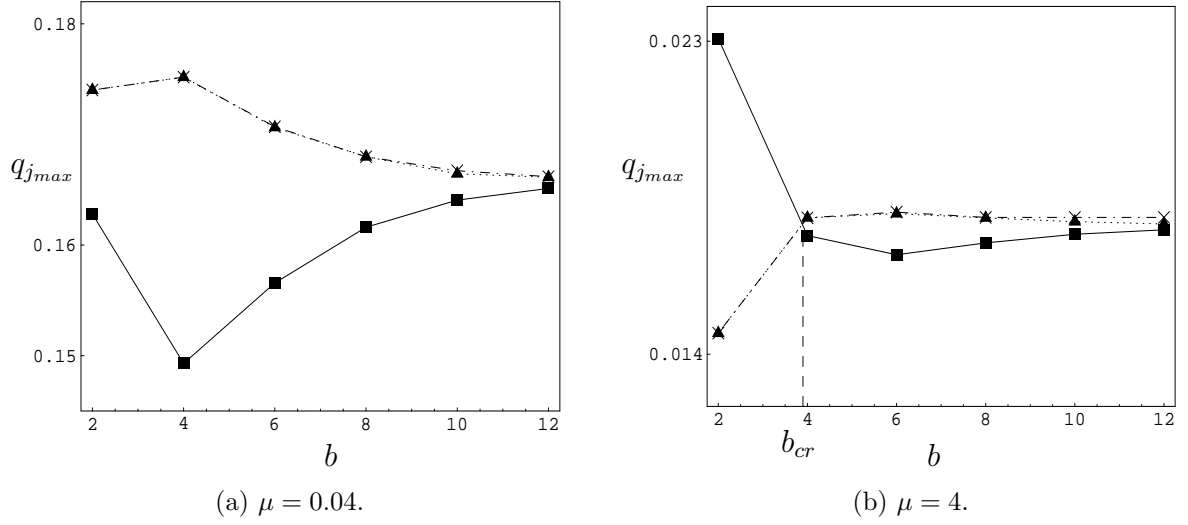 0.18
q_{j_{max}}
0.16
0.15
2 4 6 8 10 12
b
(a) μ = 0.04.
0.023
q_{j_{max}}
0.014
2 4 6 8 10 12
b_{cr}
b
(b) μ = 4.